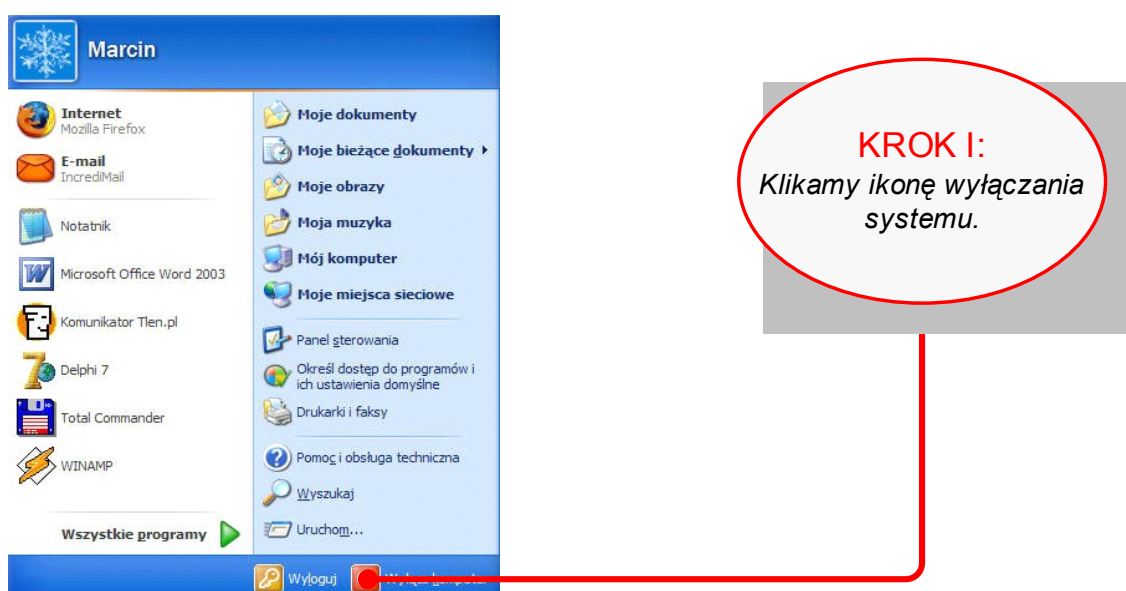 Marcin
Internet
Mozilla Firefox
E-mail
IncrediMail
Notatnik
Microsoft Office Word 2003
Komunikator Tlen.pl
Delphi 7
Total Commander
WINAMP
Wszystkie programy
Moje dokumenty
Moje bieżące dokumenty
Moje obrazy
Moja muzyka
Mój komputer
Moje miejsca sieciowe
Panel sterowania
Określ dostęp do programów i
ich ustawienia domyślne
Drukarki i faksy
Pomoc i obsługa techniczna
Wyszukaj
Uruchom...
Wyloguj
Wyłącz komputer
KROK I:
Klikamy ikonę wyłączania
systemu.